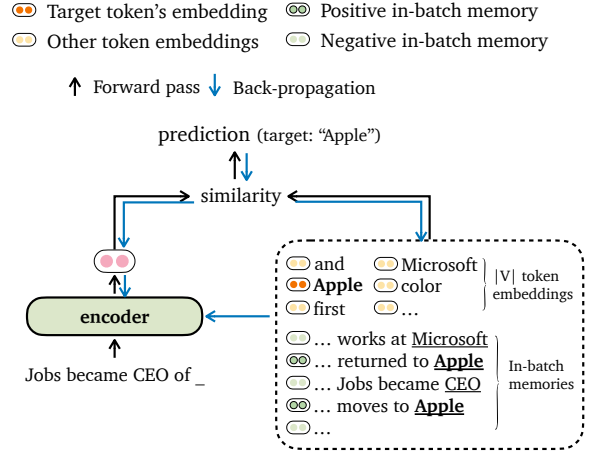 Target token's embedding
Positive in-batch memory
Other token embeddings
Negative in-batch memory
Forward pass
Back-propagation
prediction (target: “Apple”)
similarity
encoder
Jobs became CEO of _
and
Microsoft
Apple
color
first
...
|V| token
embeddings
... works at Microsoft
... returned to Apple
... Jobs became CEO
... moves to Apple
...
In-batch
memories